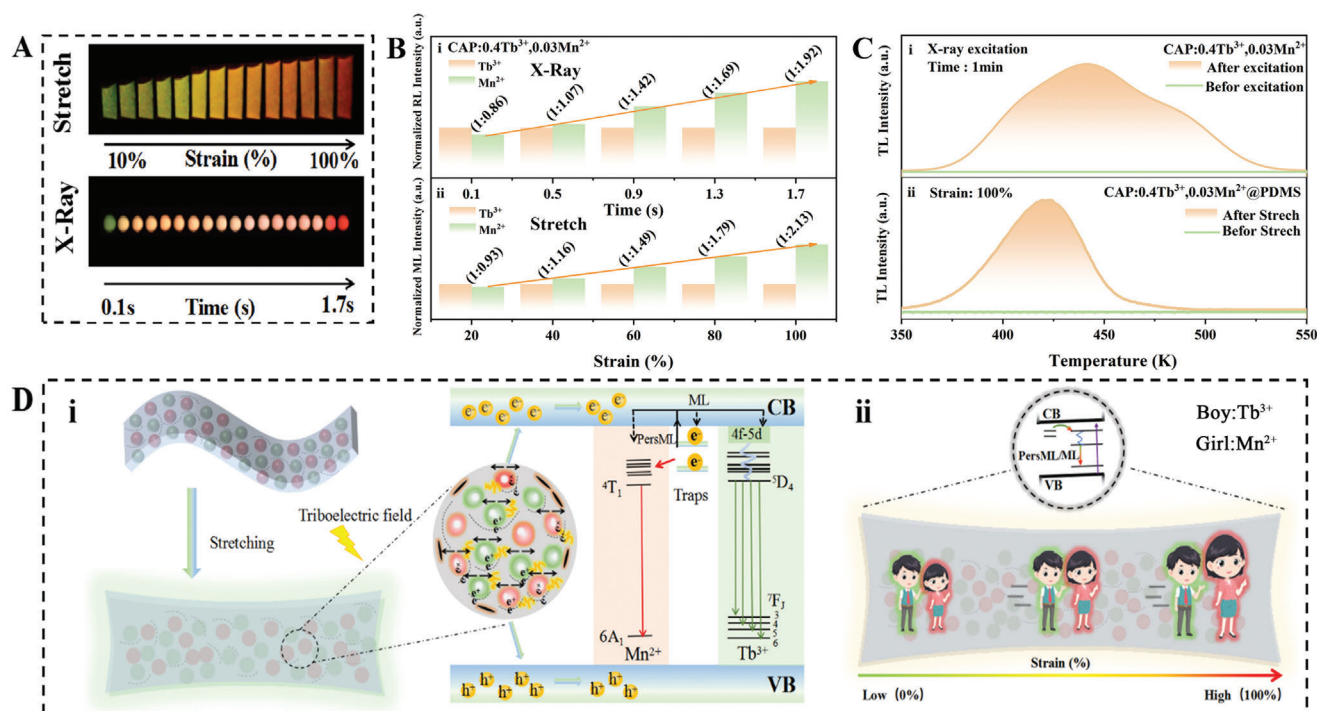 A
Stretch
10% Strain (%) 100%
X-Ray
0.1s Time (s) 1.7s
B
Normalized RL Intensity (a.u.)
i CAP:0.4Tb³⁺,0.03Mn²⁺
Tb³⁺
Mn²⁺
X-Ray
(1:0.86)
(1:1.07)
(1:1.42)
(1:1.69)
(1:1.92)
0.1 0.5 0.9 1.3 1.7
Time (s)
Normalized ML Intensity (a.u.)
ii
Tb³⁺
Mn²⁺
Stretch
(1:0.93)
(1:1.16)
(1:1.49)
(1:1.79)
(1:2.13)
20 40 60 80 100
Strain (%)
C
TL Intensity (a.u.)
i X-ray excitation
Time : 1min
CAP:0.4Tb³⁺,0.03Mn²⁺
After excitation
Befor excitation
TL Intensity (a.u.)
ii Strain: 100%
CAP:0.4Tb³⁺,0.03Mn²⁺@PDMS
After Strech
Befor Strech
350 400 450 500 550
Temperature (K)
D
i
Triboelectric field
Stretching
e⁻ e⁻ e⁻ e⁻ e⁻ e⁻ e⁻ e⁻ e⁻
CB
ML
PersML
e⁻
e⁻
Traps
4f-5d
⁴T₁
⁵D₄
⁷F_J
3
4
5
6
6A₁
Mn²⁺
Tb³⁺
h⁺ h⁺ h⁺ h⁺ h⁺ h⁺ h⁺ h⁺ h⁺
VB
ii
CB
PersML/ML
VB
Boy:Tb³⁺
Girl:Mn²⁺
Strain (%)
Low (0%) High (100%)